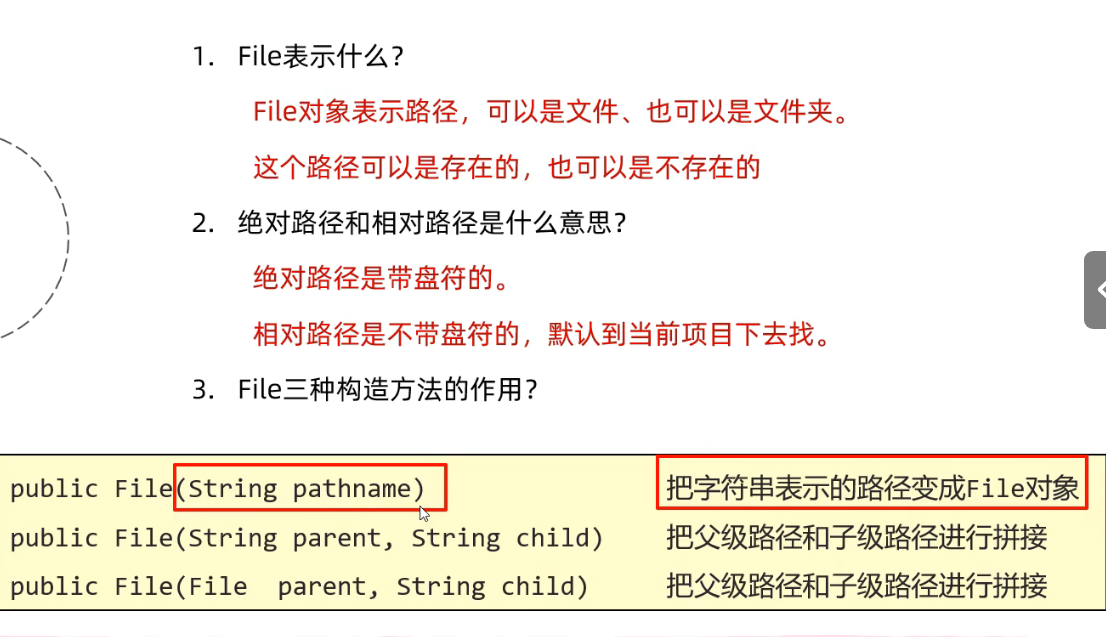 1. File表示什么?
File对象表示路径，可以是文件、也可以是文件夹。
这个路径可以是存在的，也可以是不存在的
2. 绝对路径和相对路径是什么意思?
绝对路径是带盘符的。
相对路径是不带盘符的，默认到当前项目下去找。
3. File三种构造方法的作用?
public File(String pathname) 把字符串表示的路径变成File对象
public File(String parent, String child) 把父级路径和子级路径进行拼接
public File(File parent, String child) 把父级路径和子级路径进行拼接